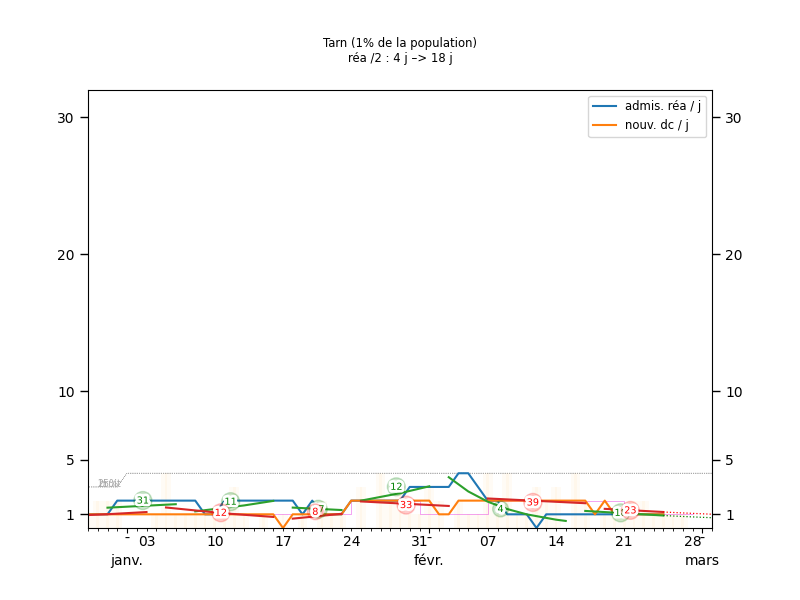 Tarn (1% de la population)
réa /2 : 4 j –> 18 j
admis. réa / j
nouv. dc / j
30 30
20 20
10 10
5 5
1 1
31 12 11 8 12 33 4 39 23
03 10 17 24 31 07 14 21 28
janv. févr. mars